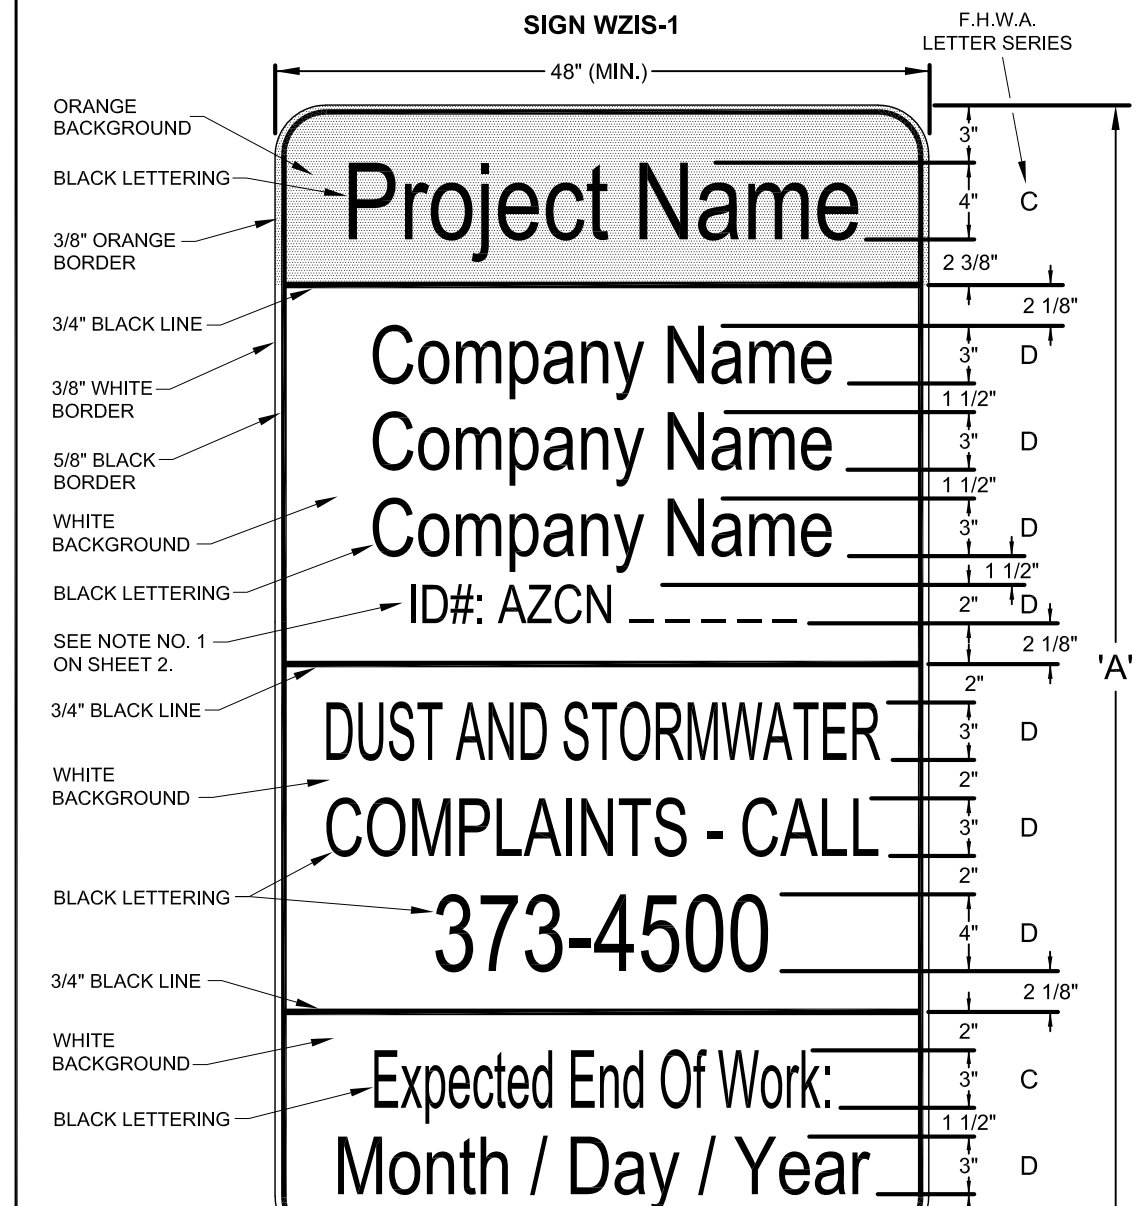 SIGN WZIS-1
F.H.W.A.
LETTER SERIES
48" (MIN.)
ORANGE
BACKGROUND
3"
BLACK LETTERING
Project Name
4"
C
3/8" ORANGE
BORDER
2 3/8"
3/4" BLACK LINE
2 1/8"
Company Name
3"
D
3/8" WHITE
BORDER
1 1/2"
Company Name
3"
D
5/8" BLACK
BORDER
1 1/2"
WHITE
BACKGROUND
Company Name
3"
D
1 1/2"
BLACK LETTERING
ID#: AZCN _ _ _ _ _ _
2"
D
SEE NOTE NO. 1
ON SHEET 2.
2 1/8"
'A'
2"
3/4" BLACK LINE
DUST AND STORMWATER
3"
D
WHITE
BACKGROUND
2"
COMPLAINTS - CALL
3"
D
2"
BLACK LETTERING
373-4500
4"
D
3/4" BLACK LINE
2 1/8"
WHITE
BACKGROUND
2"
Expected End Of Work:
3"
C
BLACK LETTERING
1 1/2"
Month / Day / Year
3"
D